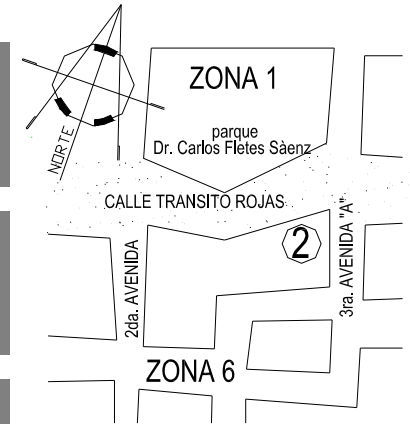 ZONA 1
parque
Dr. Carlos Fletes Sàenz
NORTE
CALLE TRANSITO ROJAS
2
2da. AVENIDA
3ra. AVENIDA "A"
ZONA 6